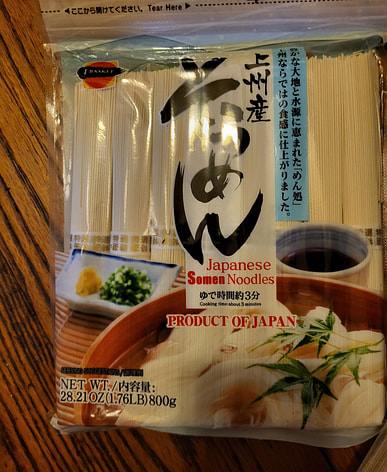 ◀ ここから開けてください。Tear Here ▶
J-BASKET
上州産
そうめん
Japanese
Somen Noodles
ゆで時間約3分
Cooking time about 3 minutes
PRODUCT OF JAPAN
かな大地と水源に恵まれた「めん処」
州ならではの食感に仕上がりました。
NET WT./内容量:
28.21OZ(1.76LB)800g